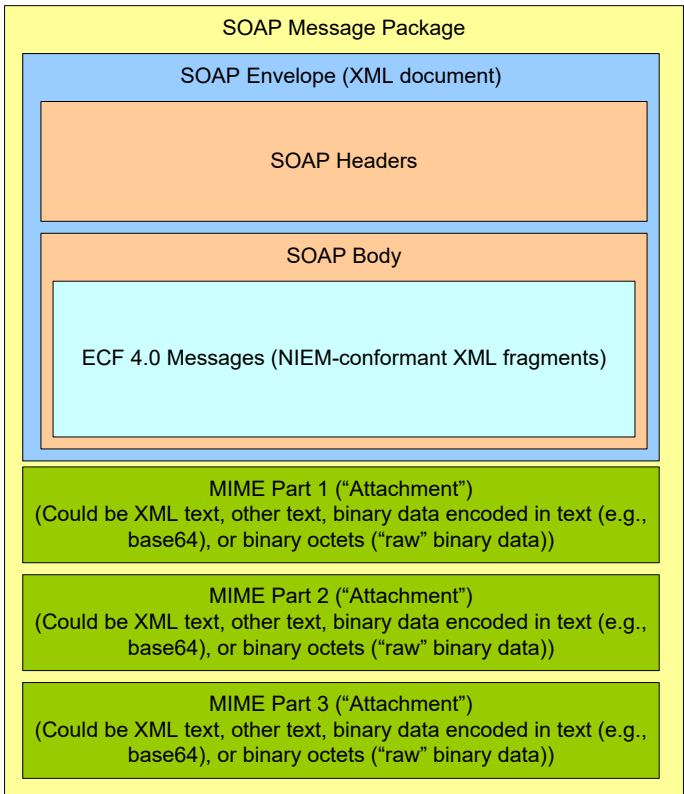 SOAP Message Package
SOAP Envelope (XML document)
SOAP Headers
SOAP Body
ECF 4.0 Messages (NIEM-conformant XML fragments)
MIME Part 1 (“Attachment”)
(Could be XML text, other text, binary data encoded in text (e.g.,
base64), or binary octets (“raw” binary data))
MIME Part 2 (“Attachment”)
(Could be XML text, other text, binary data encoded in text (e.g.,
base64), or binary octets (“raw” binary data))
MIME Part 3 (“Attachment”)
(Could be XML text, other text, binary data encoded in text (e.g.,
base64), or binary octets (“raw” binary data))